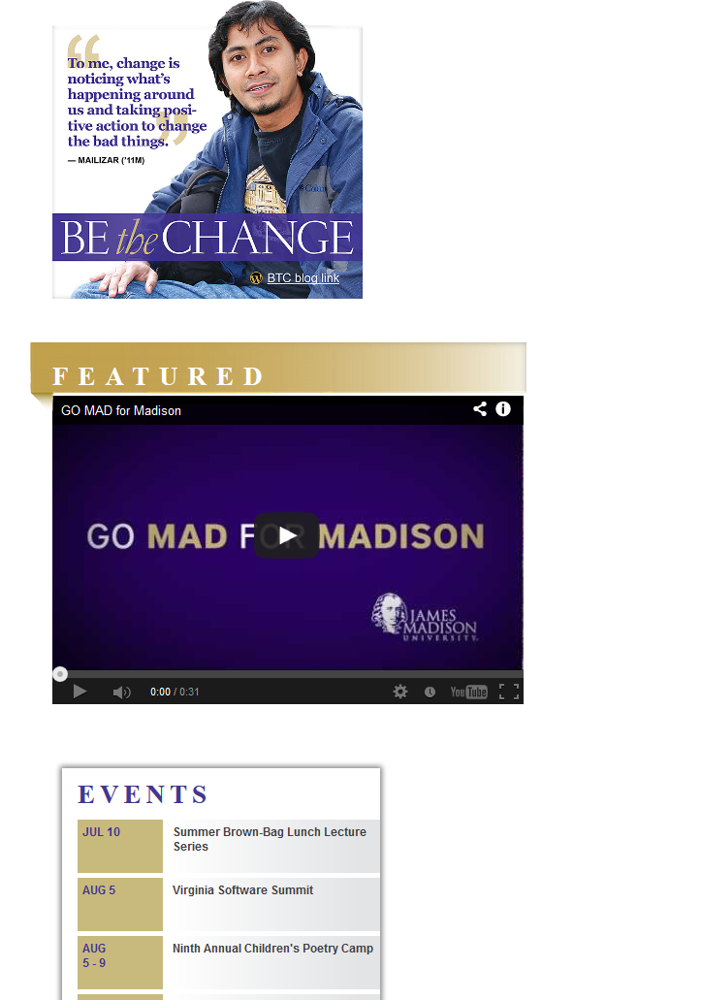 “
To me, change is
noticing what’s
happening around
us and taking posi-
tive action to change
the bad things.
”
— MAILIZAR ('11M)
BE the CHANGE
BTC blog link
FEATURED
GO MAD for Madison
GO MAD FOR MADISON
JAMES
MADISON
UNIVERSITY.
0:00 / 0:31
YouTube
EVENTS
JUL 10
Summer Brown-Bag Lunch Lecture
Series
AUG 5
Virginia Software Summit
AUG
5 - 9
Ninth Annual Children's Poetry Camp